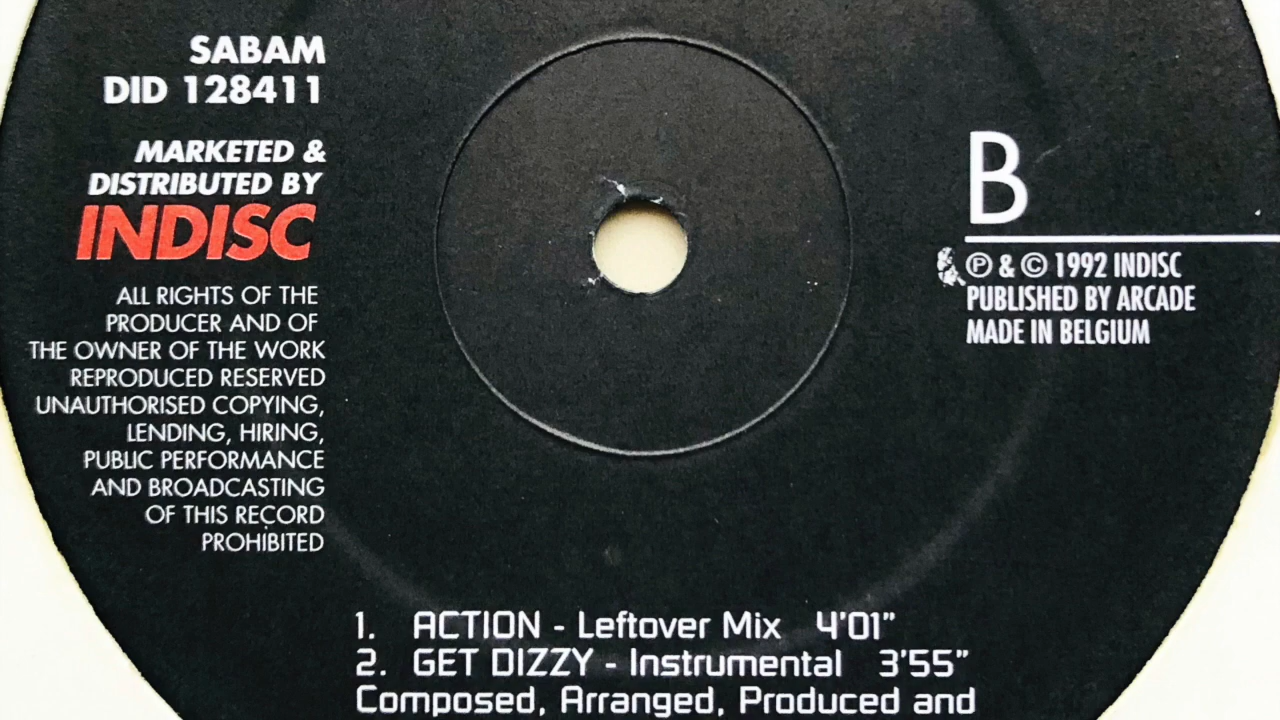 SABAM
DID 128411
MARKETED &
DISTRIBUTED BY
INDISC
ALL RIGHTS OF THE
PRODUCER AND OF
THE OWNER OF THE WORK
REPRODUCED RESERVED
UNAUTHORISED COPYING,
LENDING, HIRING,
PUBLIC PERFORMANCE
AND BROADCASTING
OF THIS RECORD
PROHIBITED
B
℗ & © 1992 INDISC
PUBLISHED BY ARCADE
MADE IN BELGIUM
1. ACTION - Leftover Mix 4'01"
2. GET DIZZY - Instrumental 3'55"
Composed, Arranged, Produced and